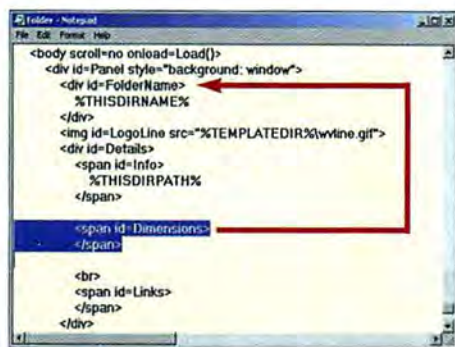 Folder - Notepad
File Edit Format Help
<body scroll=no onload=Load()>
<div id=Panel style="background: window">
<div id=FolderName>
%THISDIRNAME%
</div>
<img id=LogoLine src="%TEMPLATEDIR%\wvline.gif">
<div id=Details>
<span id=Info>
%THISDIRPATH%
</span>
<span id=Dimensions>
</span>
<br>
<span id=Links>
</span>
</div>